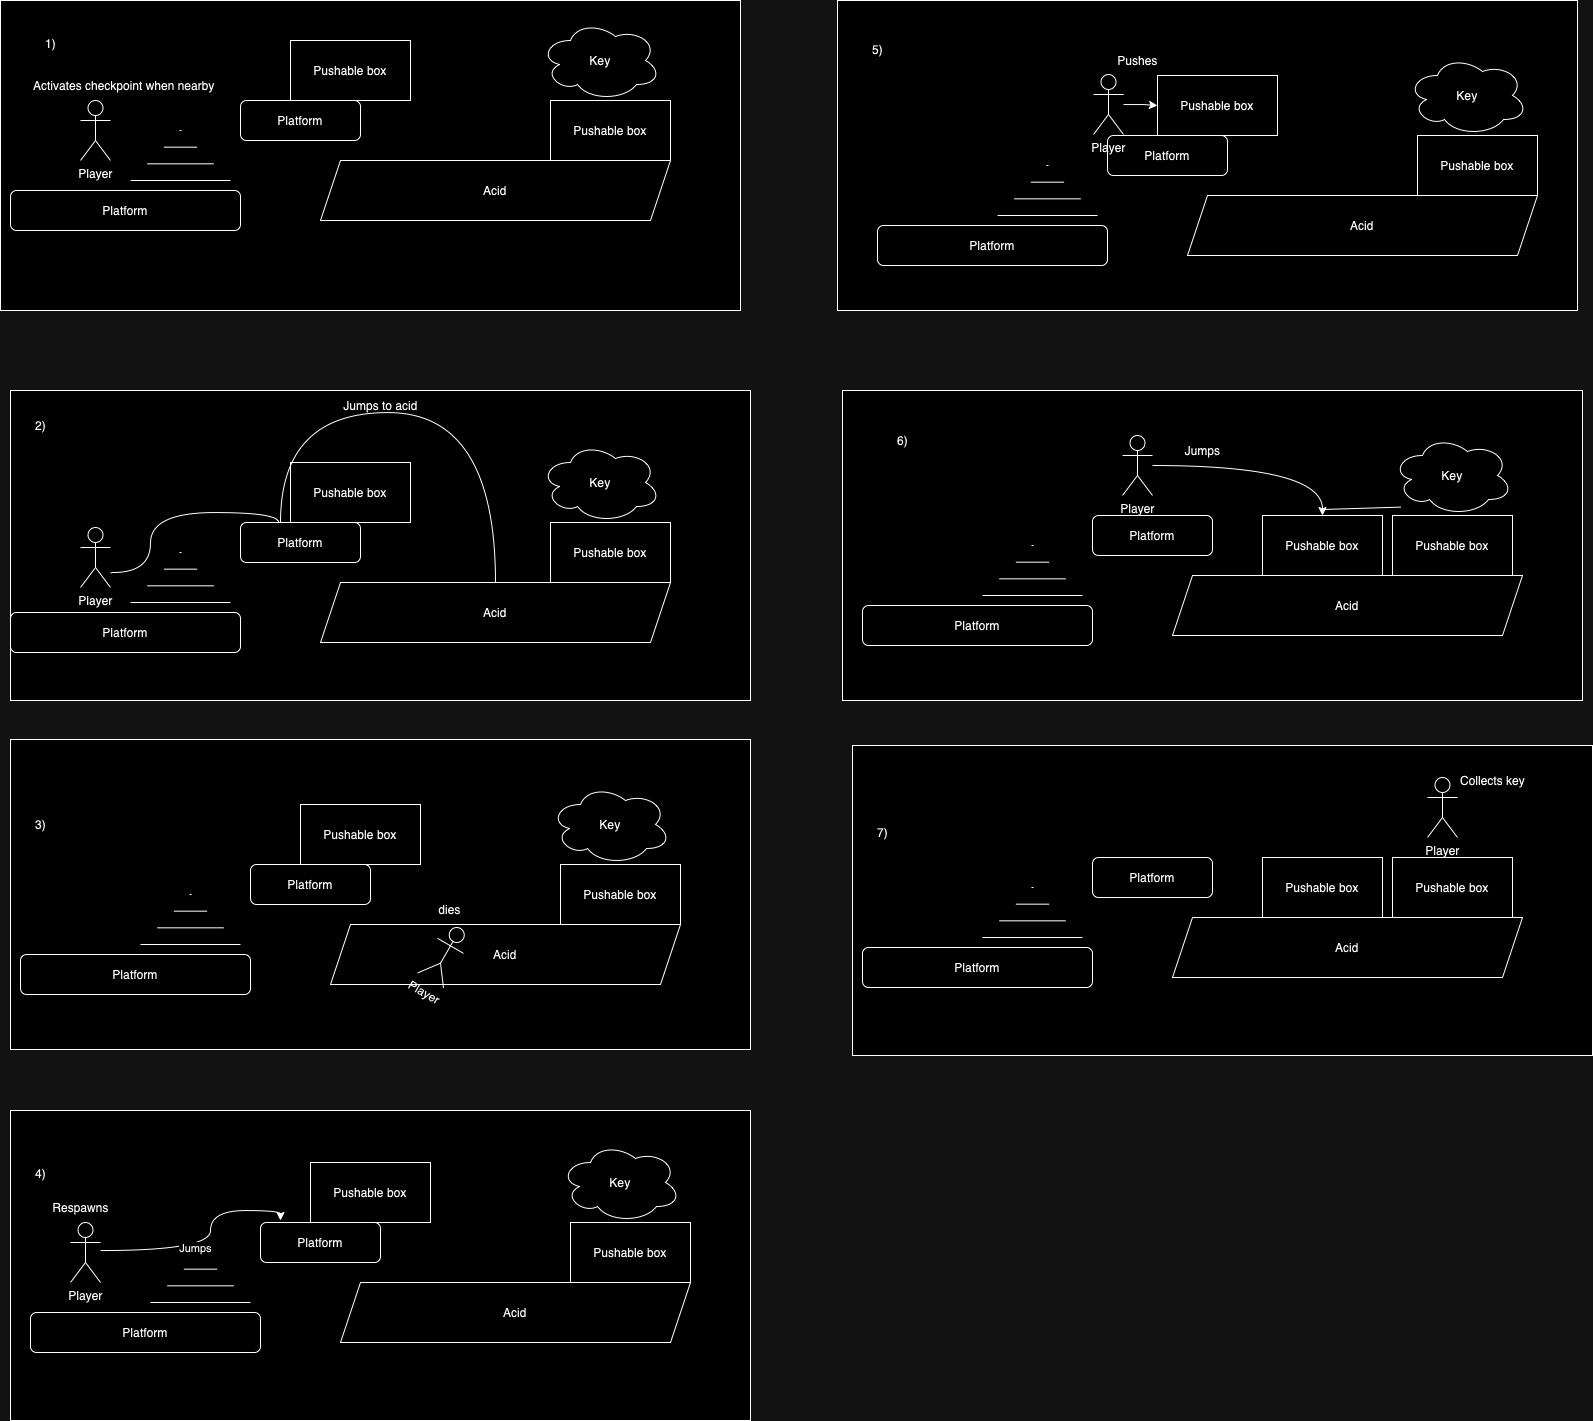 1)
Activates checkpoint when nearby
Player
Platform
Pushable box
Platform
Key
Pushable box
Acid
2)
Jumps to acid
Pushable box
Key
Platform
Pushable box
Player
Platform
Acid
3)
Pushable box
Key
Platform
Pushable box
dies
Acid
Player
Platform
4)
Respawns
Jumps
Player
Platform
Pushable box
Platform
Key
Pushable box
Acid
5)
Pushes
Pushable box
Key
Player
Platform
Pushable box
Acid
Platform
6)
Jumps
Key
Player
Platform
Pushable box
Pushable box
Acid
Platform
7)
Collects key
Player
Platform
Pushable box
Pushable box
Acid
Platform